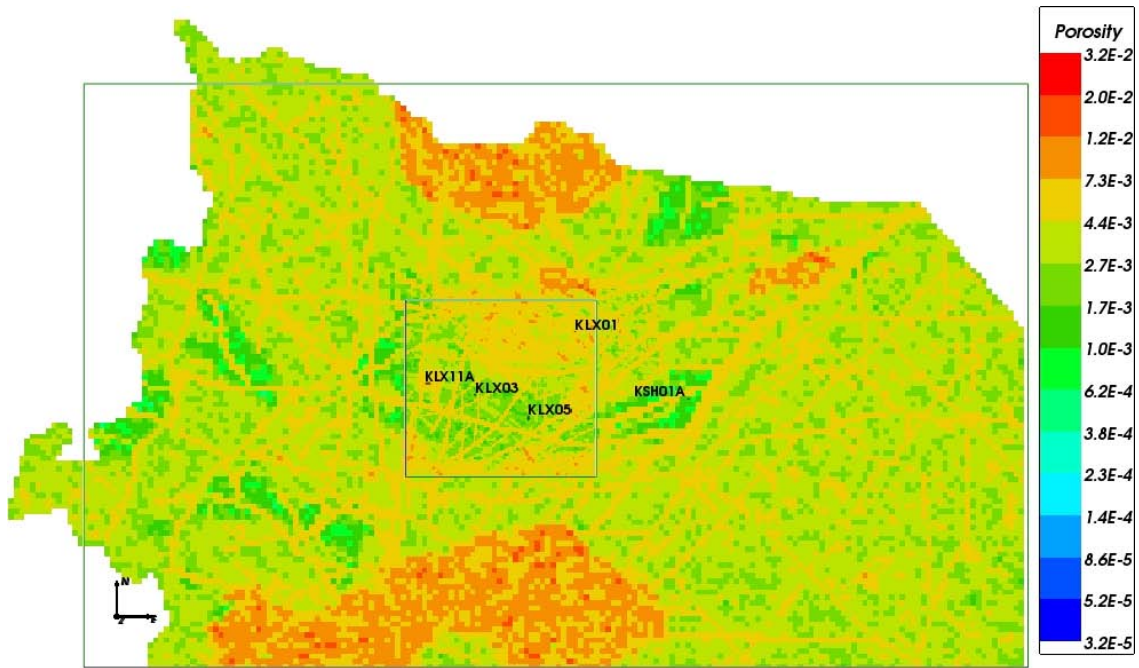 Porosity
3.2E-2
2.0E-2
1.2E-2
7.3E-3
4.4E-3
2.7E-3
1.7E-3
1.0E-3
6.2E-4
3.8E-4
2.3E-4
1.4E-4
8.6E-5
5.2E-5
3.2E-5
KLX01
KLX11A
KLX03
KSH01A
KLX05
N
Z
E